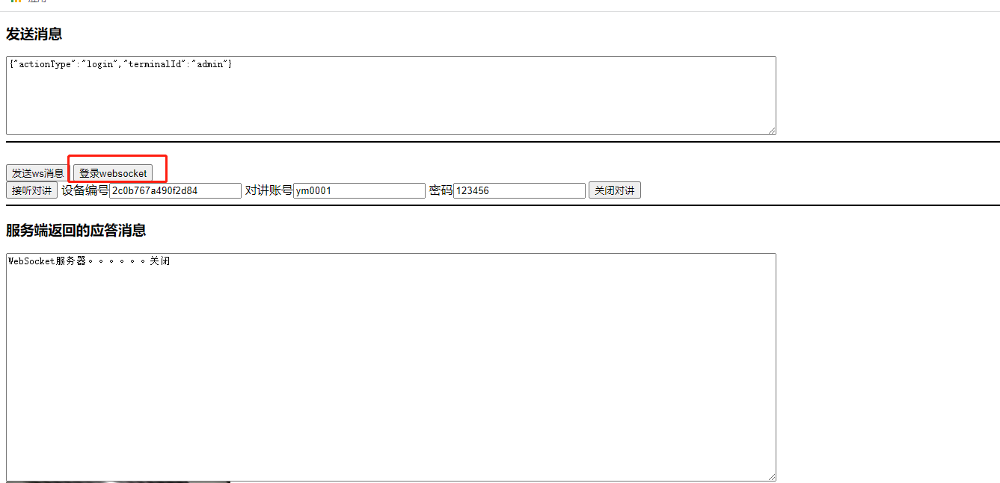 发送消息
{"actionType":"login","terminalId":"admin"}
发送ws消息 登录websocket
接听对讲 设备编号 2c0b767a490f2d84 对讲账号 ym0001 密码 123456 关闭对讲
服务端返回的应答消息
WebSocket服务器。。。。。。关闭